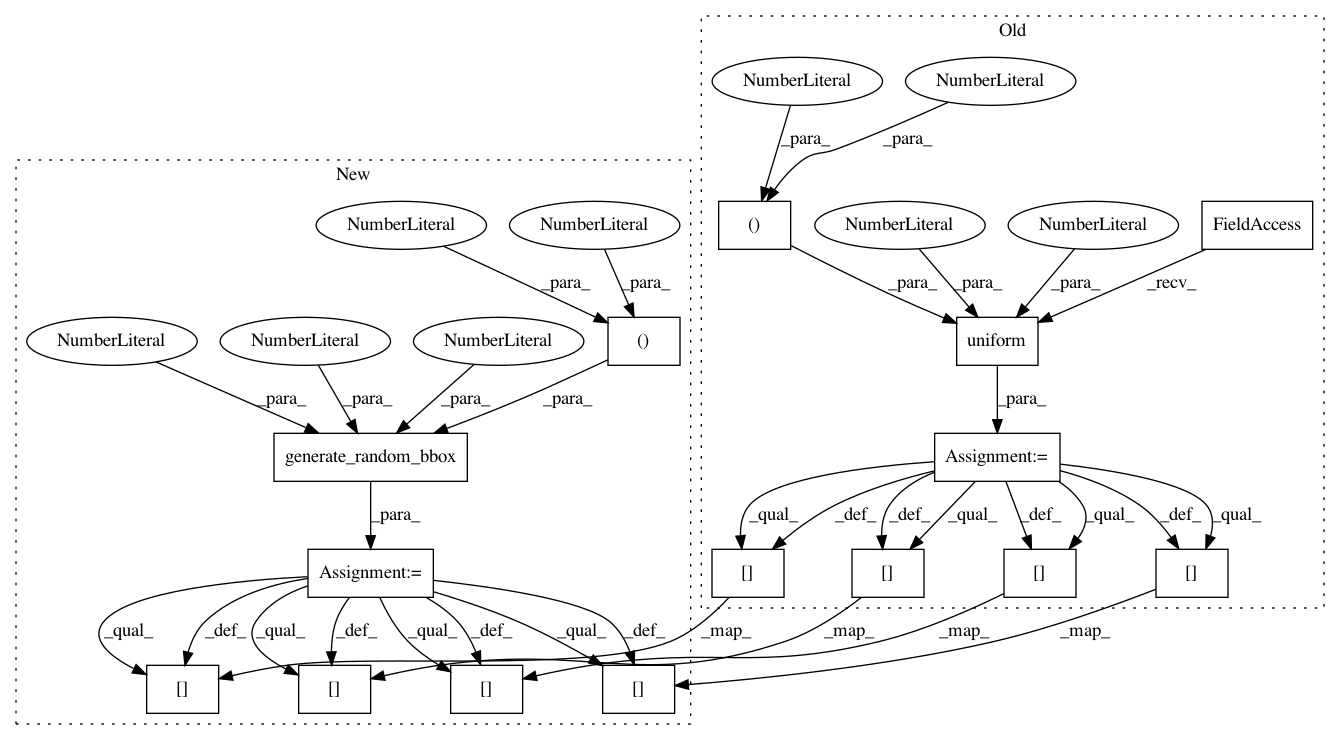 Old
NumberLiteral NumberLiteral
_para_ _para_
New
NumberLiteral NumberLiteral () NumberLiteral NumberLiteral FieldAccess
_para_ _para_ _para_ _para_ _para_ _recv_
NumberLiteral NumberLiteral NumberLiteral () uniform
_para_ _para_ _para_ _para_ _para_
generate_random_bbox Assignment:=
_para_ _qual_ _def_ _def_ _qual_ _def_ _qual_ _def_ _qual_
Assignment:= [] [] [] []
_qual_ _def_ _qual_ _def_ _qual_ _def_ _qual_ _def_ _map_ _map_ _map_ _map_
[] [] [] []